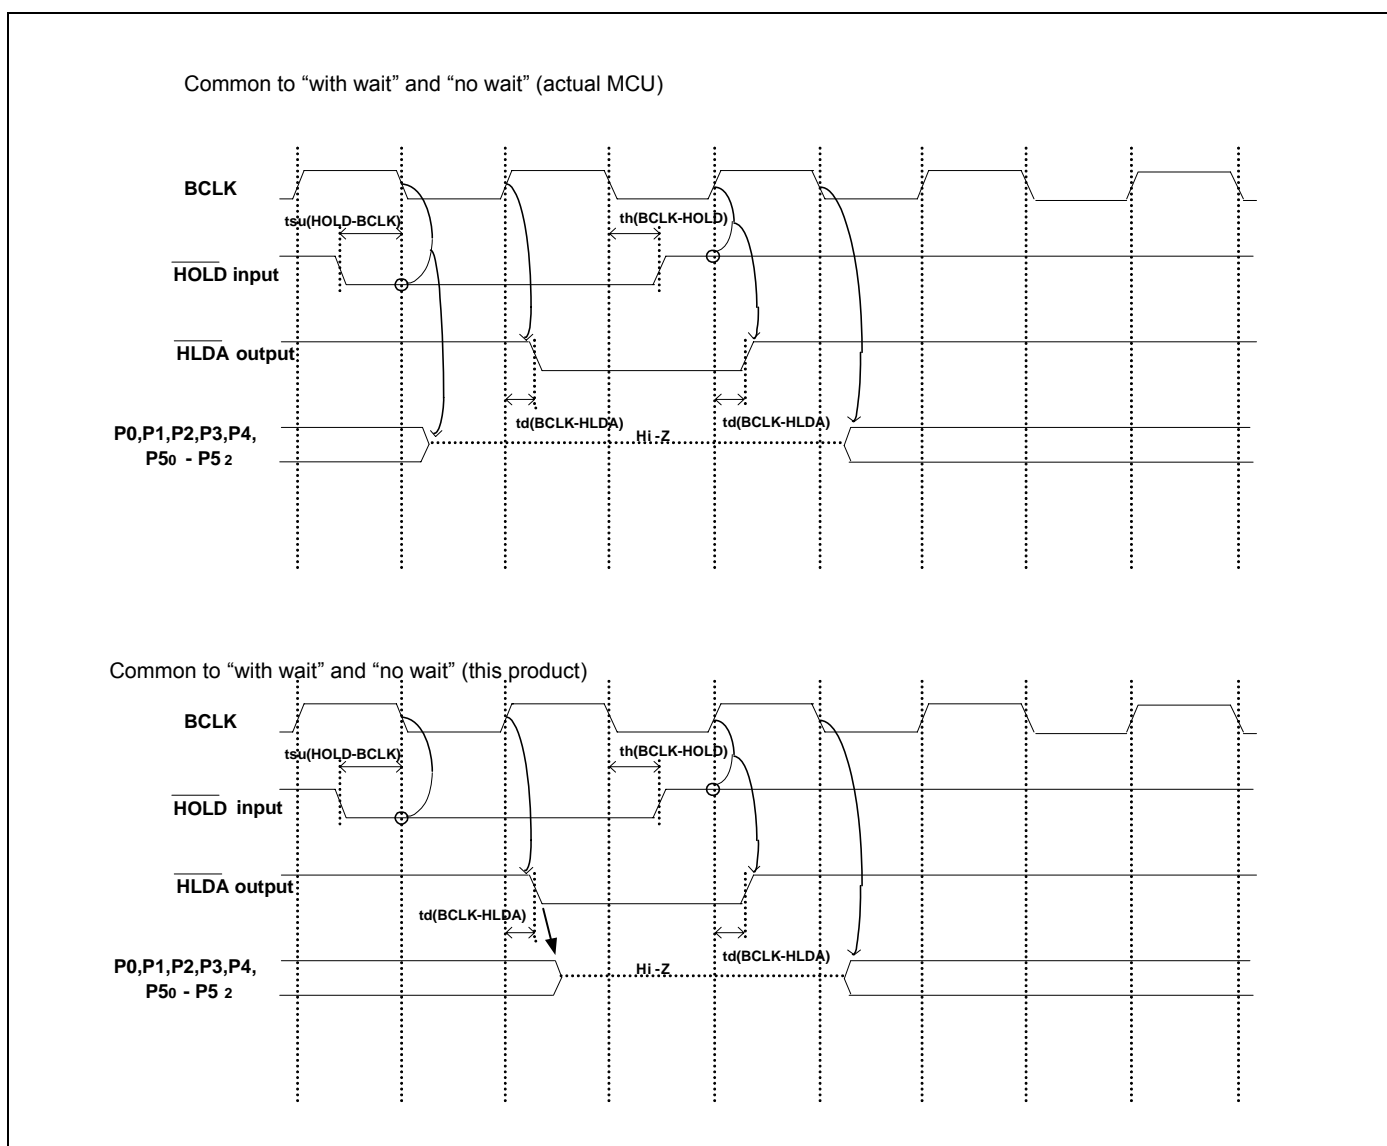 Common to “with wait” and “no wait” (actual MCU)
BCLK
tsu(HOLD-BCLK)
th(BCLK-HOLD)
HOLD input
HLDA output
td(BCLK-HLDA)
td(BCLK-HLDA)
P0,P1,P2,P3,P4,
Hi -Z
P50 - P5 2
Common to “with wait” and “no wait” (this product)
BCLK
tsu(HOLD-BCLK)
th(BCLK-HOLD)
HOLD input
HLDA output
td(BCLK-HLDA)
td(BCLK-HLDA)
P0,P1,P2,P3,P4,
Hi -Z
P50 - P5 2